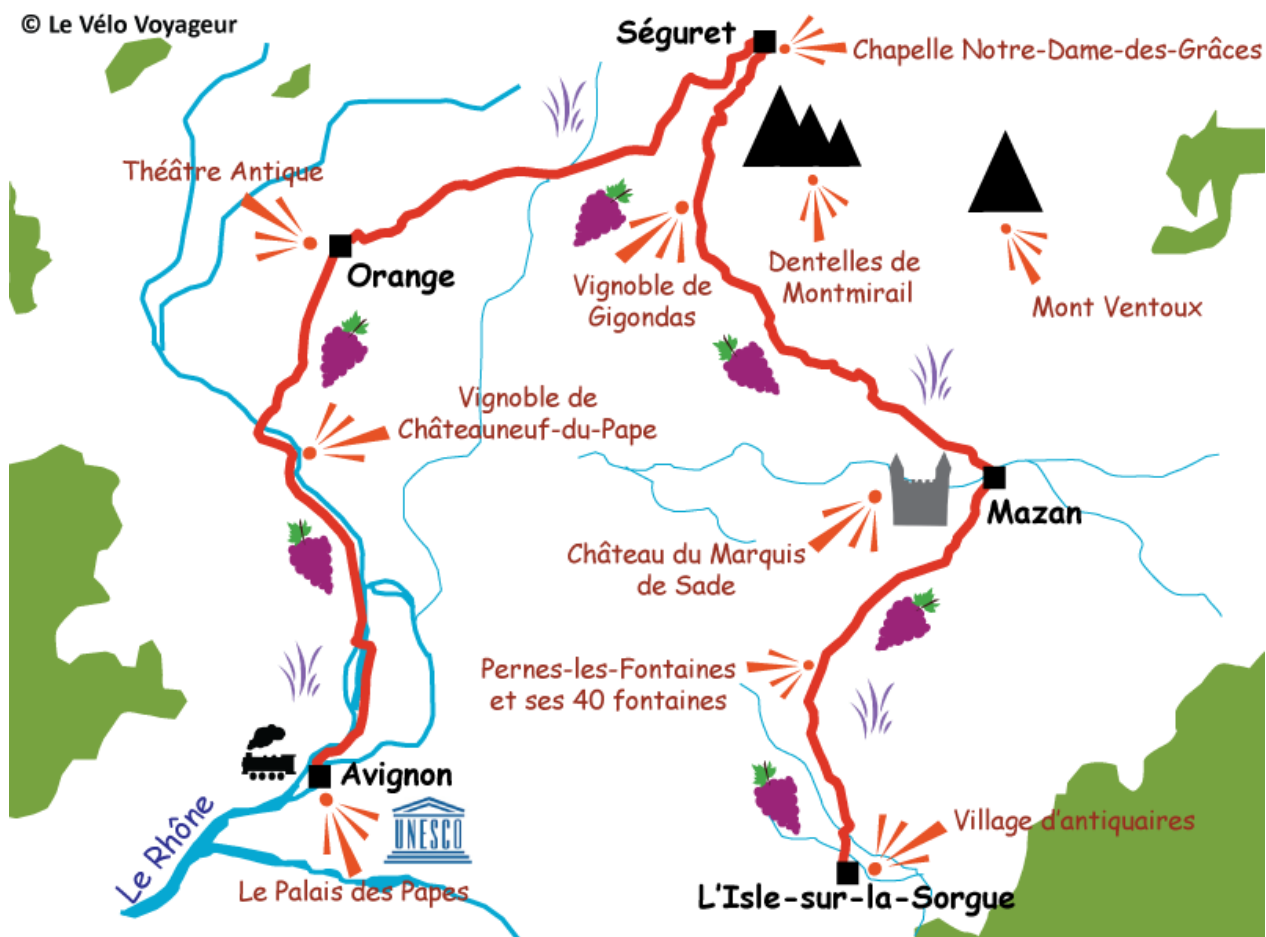 © Le Vélo Voyageur
Séguret
Chapelle Notre-Dame-des-Grâces
Théâtre Antique
Orange
Vignoble de
Gigondas
Dentelles de
Montmirail
Mont Ventoux
Vignoble de
Châteauneuf-du-Pape
Mazan
Château du Marquis
de Sade
Pernes-les-Fontaines
et ses 40 fontaines
Avignon
UNESCO
Le Rhône
Village d'antiquaires
Le Palais des Papes
L'Isle-sur-la-Sorgue